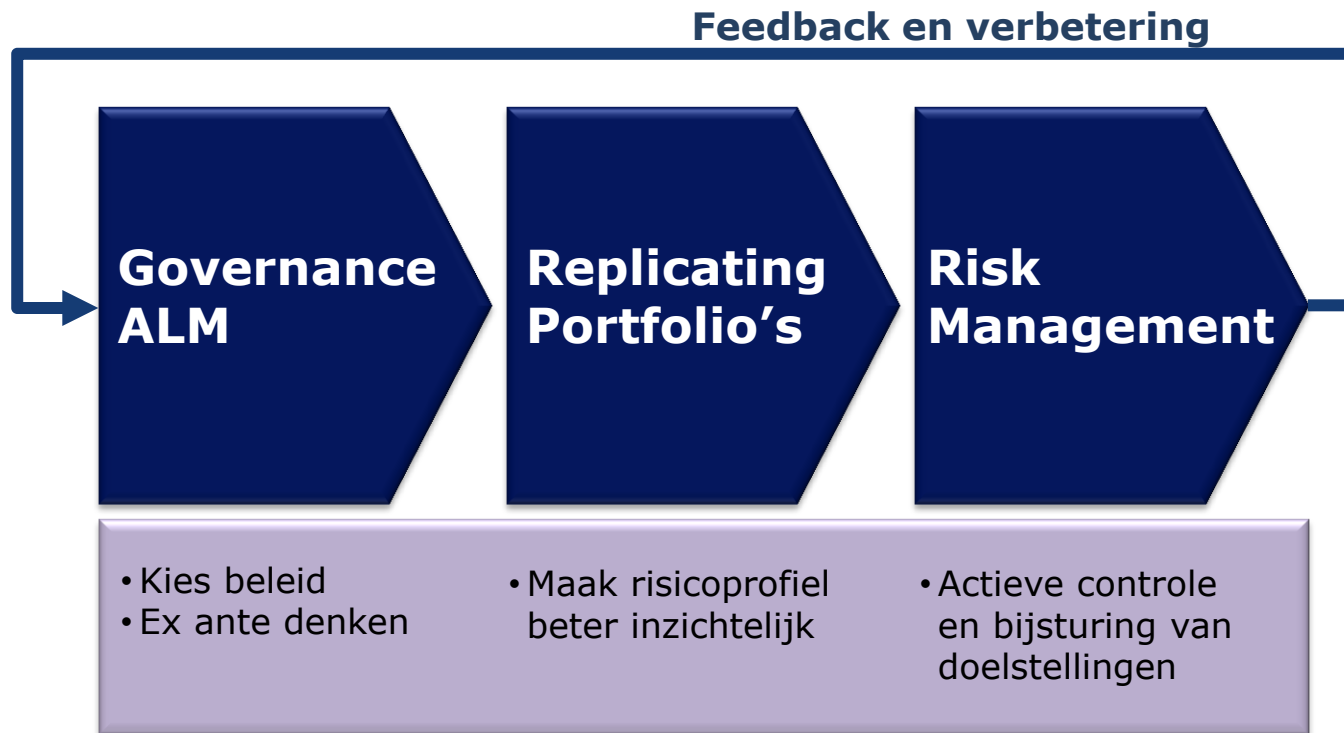 Feedback en verbetering
Governance
ALM
Replicating
Portfolio’s
Risk
Management
• Kies beleid
• Ex ante denken
• Maak risicoprofiel
beter inzichtelijk
• Actieve controle
en bijsturing van
doelstellingen